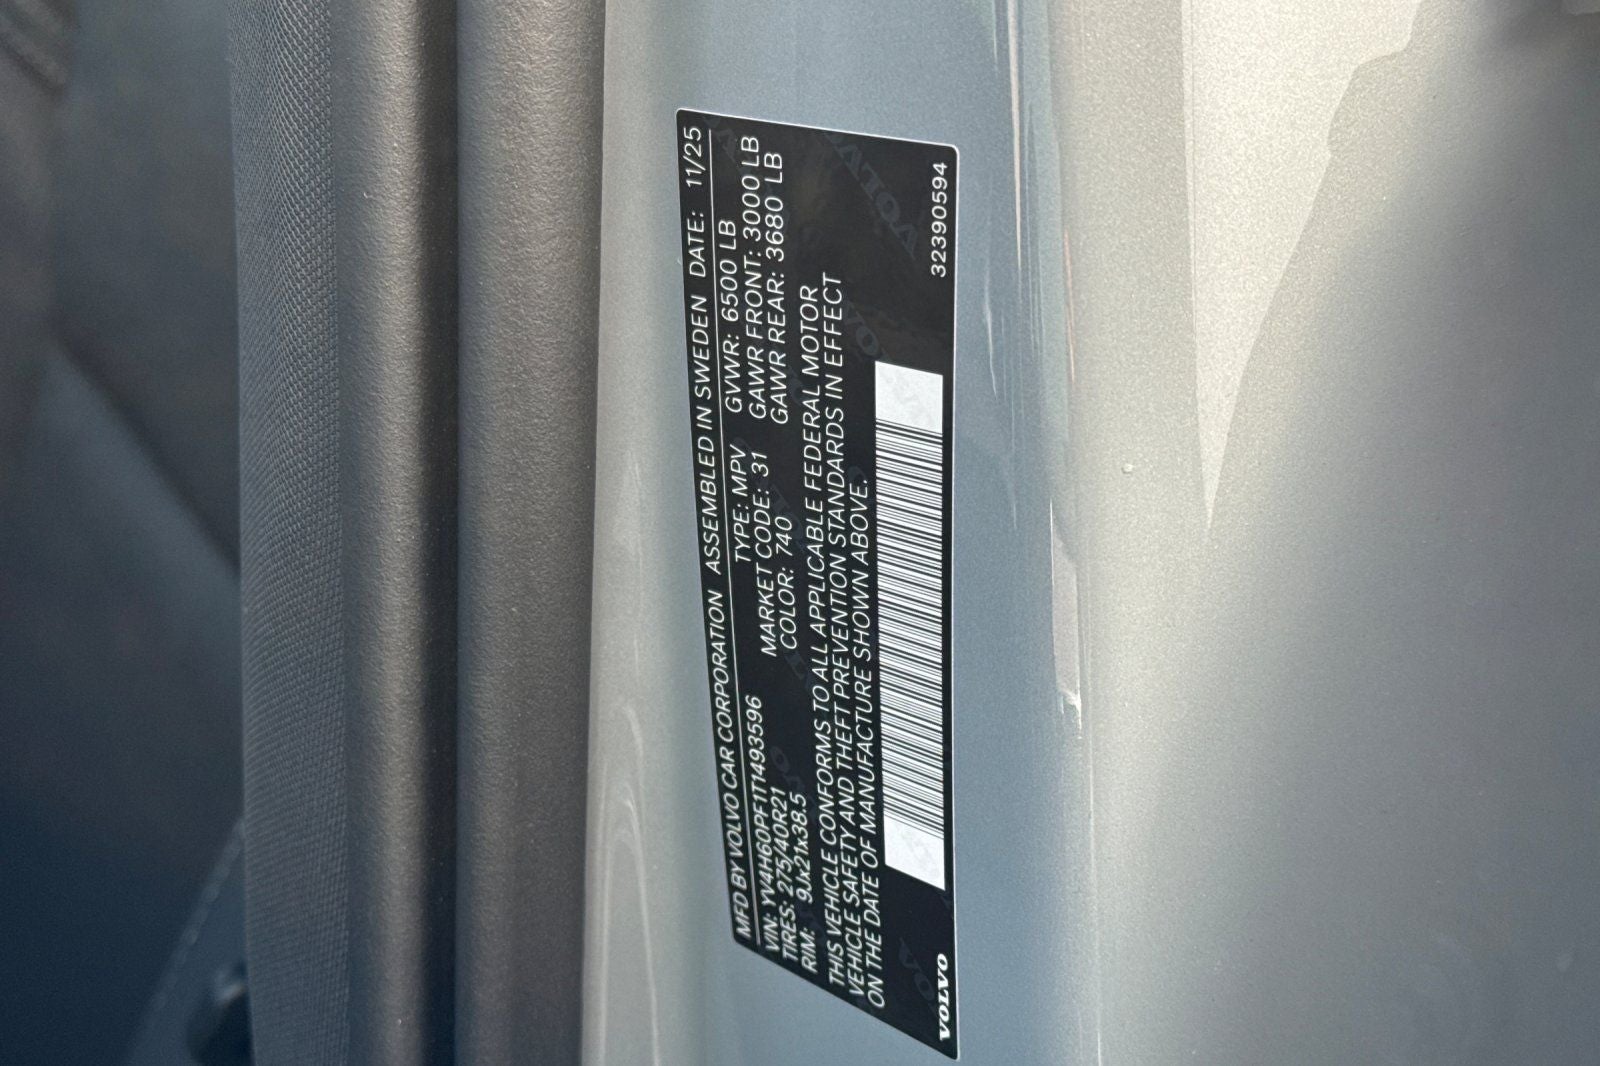 MFD BY VOLVO CAR CORPORATION ASSEMBLED IN SWEDEN DATE: 11/25
VIN: YV4H60PF1T1493596 TYPE: MPV GVWR: 6500 LB
TIRES: 275/40R21 MARKET CODE: 31 GAWR FRONT: 3000 LB
RIM: 9Jx21x38.5 COLOR: 740 GAWR REAR: 3680 LB
THIS VEHICLE CONFORMS TO ALL APPLICABLE FEDERAL MOTOR
VEHICLE SAFETY AND THEFT PREVENTION STANDARDS IN EFFECT
ON THE DATE OF MANUFACTURE SHOWN ABOVE.
VOLVO 32390594